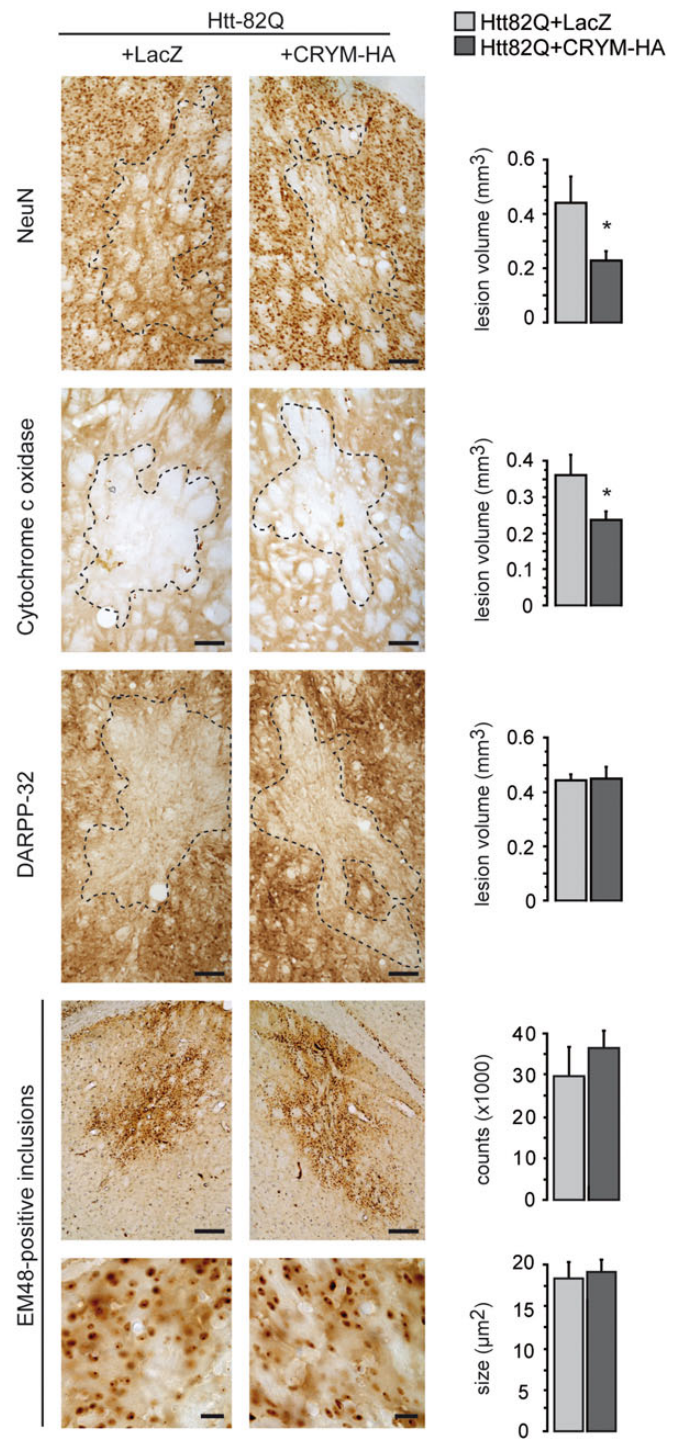 Htt-82Q
+LacZ
+CRYM-HA
Htt82Q+LacZ
Htt82Q+CRYM-HA
NeuN
lesion volume (mm3)
0.6
0.4
*
0.2
0
Cytochrome c oxidase
lesion volume (mm3)
0.4
0.3
*
0.2
0.1
0
DARPP-32
lesion volume (mm3)
0.6
0.4
0.2
0
EM48-positive inclusions
counts (x1000)
40
30
20
10
0
size (µm2)
20
15
10
5
0